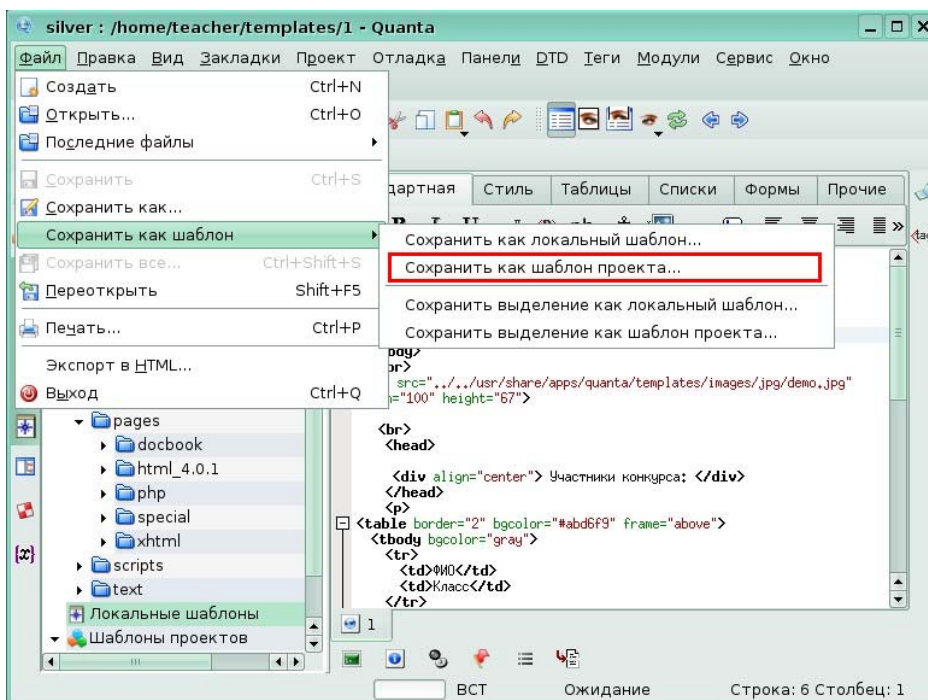 silver : /home/teacher/templates/1 - Quanta
Файл Правка Вид Закладки Проект Отладка Панели DTD Теги Модули Сервис Окно
Создать Ctrl+N
Открыть... Ctrl+O
Последние файлы
Сохранить Ctrl+S
Сохранить как...
Сохранить как шаблон
Сохранить все... Ctrl+Shift+S
Переоткрыть Shift+F5
Печать... Ctrl+P
Экспорт в HTML...
Выход Ctrl+Q
Стиль Таблицы Списки Формы Прочие
Сохранить как локальный шаблон...
Сохранить как шаблон проекта...
Сохранить выделение как локальный шаблон...
Сохранить выделение как шаблон проекта...
src="../../usr/share/apps/quanta/templates/images/jpg/demo.jpg"
="100" height="67">
<br>
<head>
<div align="center"> Участники конкурса: </div>
</head>
<p>
<table border="2" bgcolor="#abd6f9" frame="above">
<tbody bgcolor="gray">
<tr>
<td>ФИО</td>
<td>Класс</td>
</tr>
pages
docbook
html_4.0.1
php
special
xhtml
scripts
text
Локальные шаблоны
Шаблоны проектов
{x}
1
ВСТ Ожидание Строка: 6 Столбец: 1